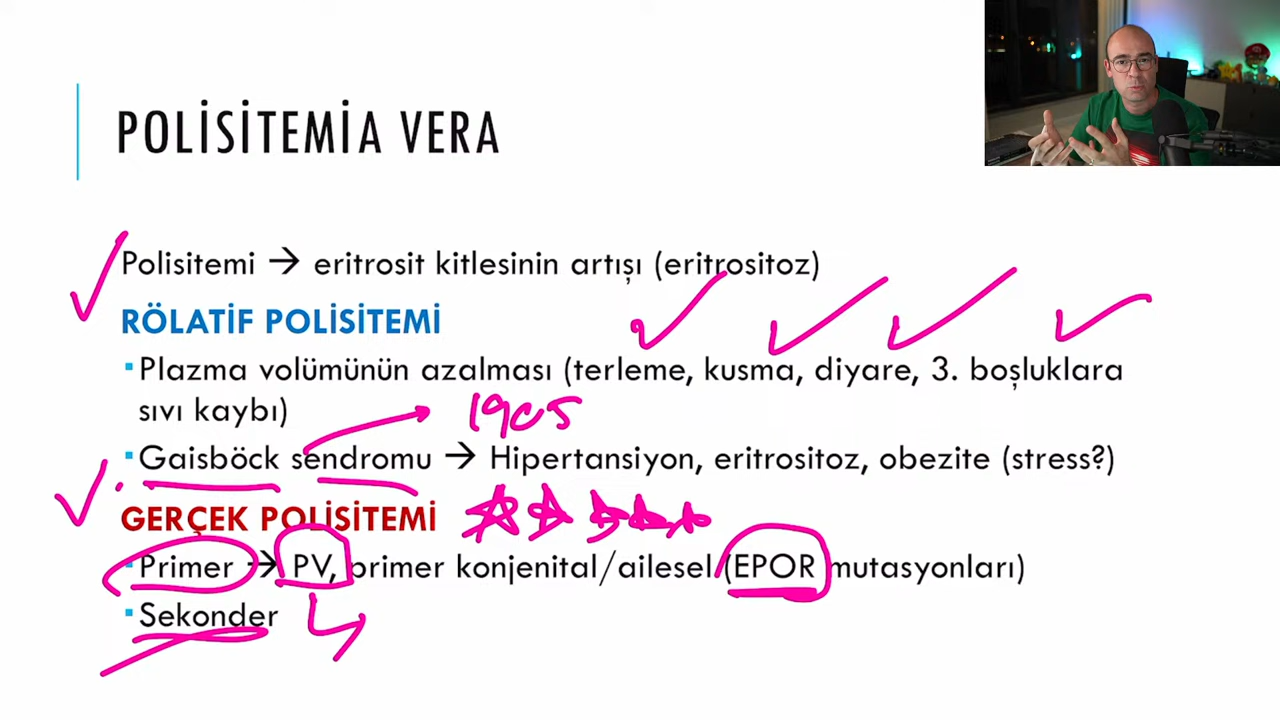 POLİSİTEMİA VERA
Polisitemi → eritrosit kitlesinin artışı (eritrositoz)
RÖLATİF POLİSİTEMİ
Plazma volümünün azalması (terleme, kusma, diyare, 3. boşluklara
sıvı kaybı)
1905
Gaisböck sendromu → Hipertansiyon, eritrositoz, obezite (stress?)
GERÇEK POLİSİTEMİ
Primer → PV, primer konjenital/ailesel (EPOR mutasyonları)
Sekonder